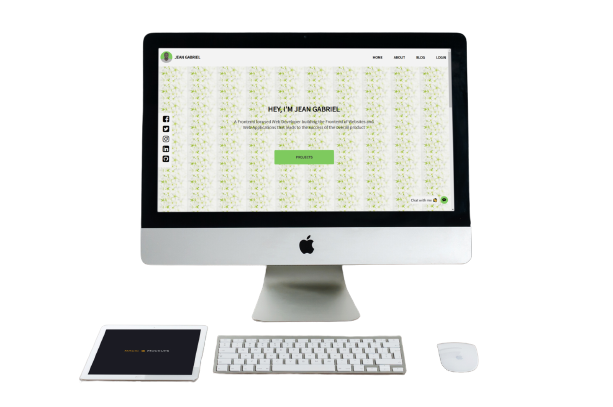 JEAN GABRIEL
HOME ABOUT BLOG LOGIN
HEY, I'M JEAN GABRIEL
A Frontend focused Web Developer building the Frontend of Websites and
Web Applications that leads to the success of the overall product
PROJECTS
Chat with me
MOCKUPS